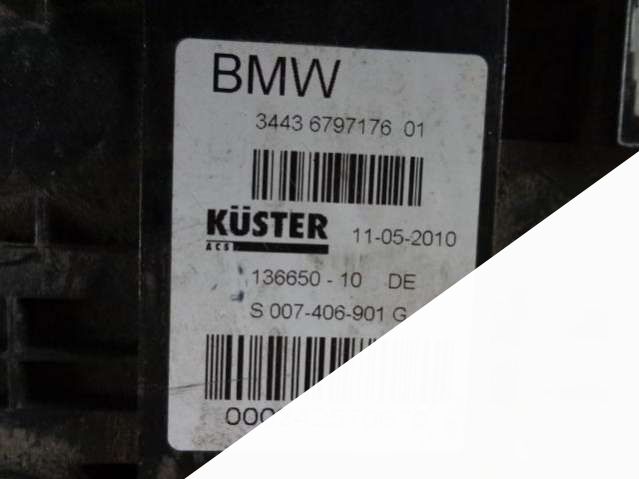 BMW
3443 6797176 01
KÜSTER
ACS
11-05-2010
136650 - 10 DE
S 007-406-901 G